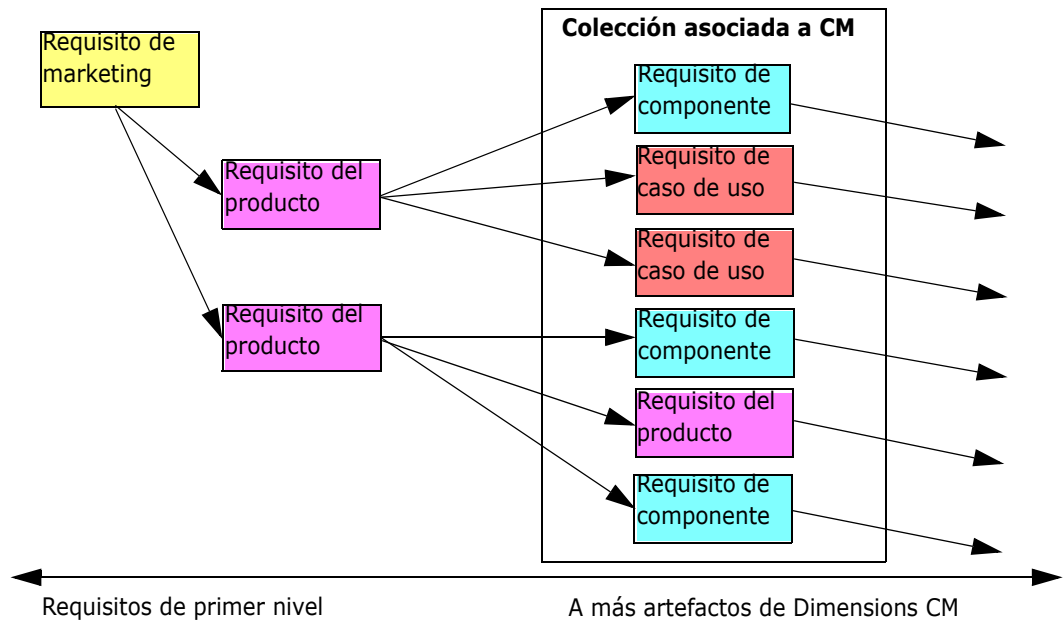 Requisito de
marketing
Requisito del
producto
Requisito del
producto
Colección asociada a CM
Requisito de
componente
Requisito de
caso de uso
Requisito de
caso de uso
Requisito de
componente
Requisito del
producto
Requisito de
componente
Requisitos de primer nivel
A más artefactos de Dimensions CM